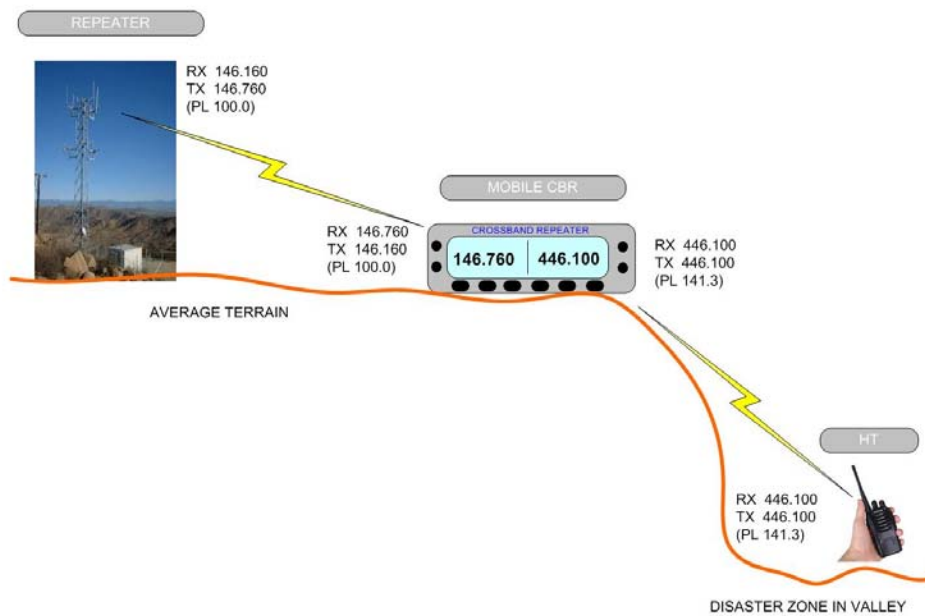 REPEATER
RX 146.160
TX 146.760
(PL 100.0)
MOBILE CBR
RX 146.760
TX 146.160
(PL 100.0)
CROSSBAND REPEATER
146.760 446.100
RX 446.100
TX 446.100
(PL 141.3)
AVERAGE TERRAIN
HT
RX 446.100
TX 446.100
(PL 141.3)
DISASTER ZONE IN VALLEY